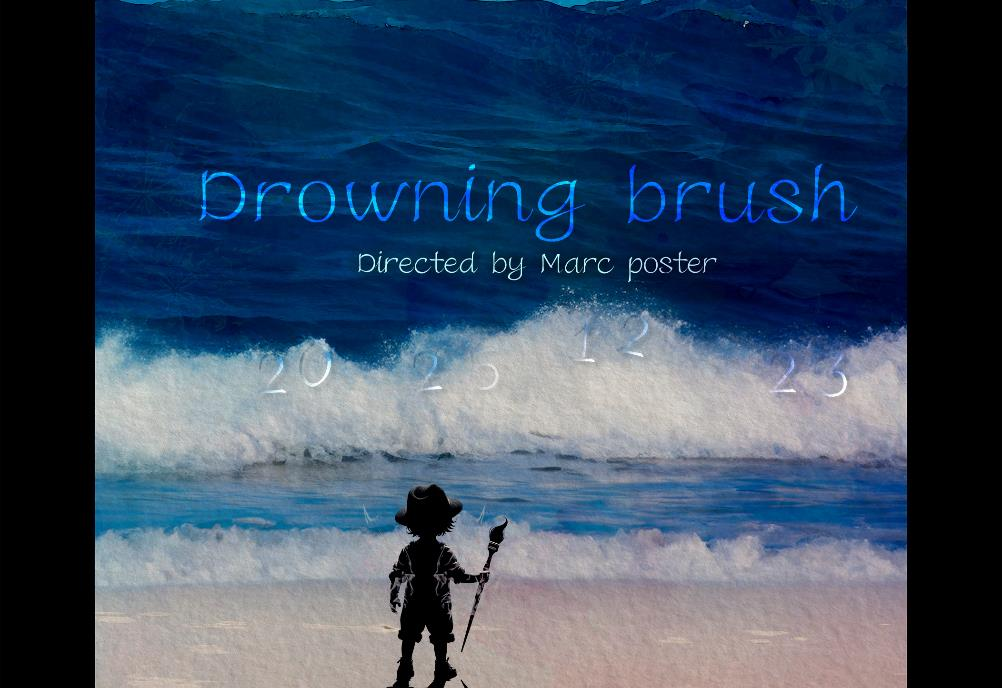 Drowning brush
Directed by Marc poster
20 25 12 23